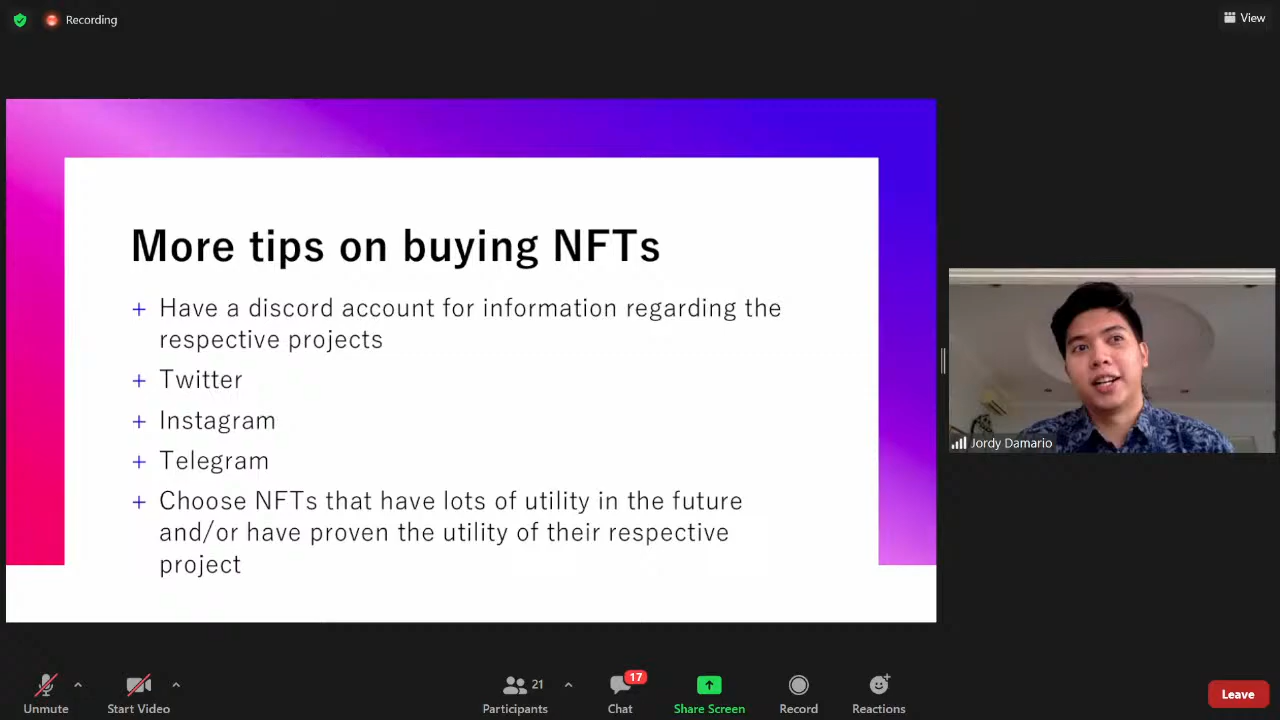 Recording
View
More tips on buying NFTs
+ Have a discord account for information regarding the
respective projects
+ Twitter
+ Instagram
+ Telegram
+ Choose NFTs that have lots of utility in the future
and/or have proven the utility of their respective
project
Jordy Damario
Unmute
Start Video
21
Participants
17
Chat
Share Screen
Record
Reactions
Leave